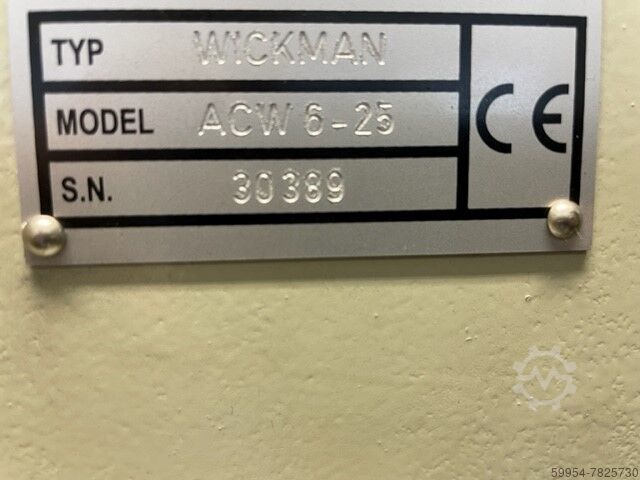 TYP WICKMAN
MODEL ACW 6-25
CE
S.N. 30389
59954-7825730